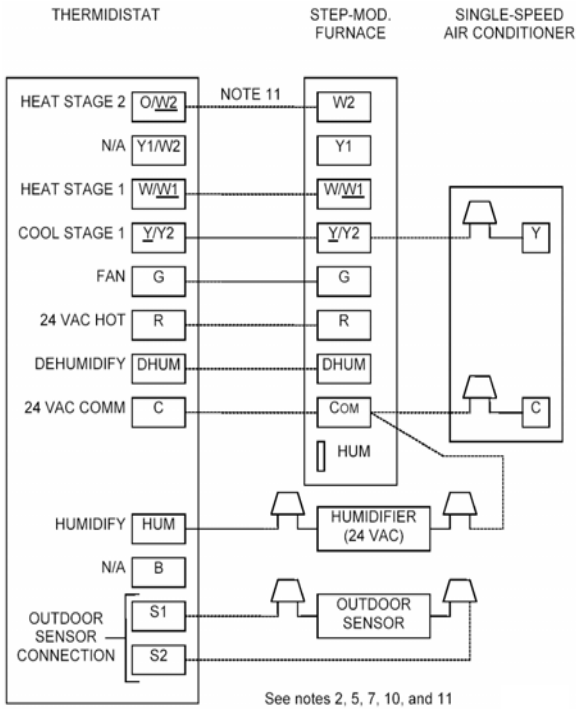 THERMIDISTAT
STEP-MOD.
FURNACE
SINGLE-SPEED
AIR CONDITIONER
HEAT STAGE 2 O/W2 NOTE 11 W2
N/A Y1/W2 Y1
HEAT STAGE 1 W/W1 W/W1
COOL STAGE 1 Y/Y2 Y/Y2 Y
FAN G G
24 VAC HOT R R
DEHUMIDIFY DHUM DHUM
24 VAC COMM C COM C
HUM
HUMIDIFY HUM HUMIDIFIER
(24 VAC)
N/A B
OUTDOOR
SENSOR
CONNECTION
S1 OUTDOOR
SENSOR
S2
See notes 2, 5, 7, 10, and 11